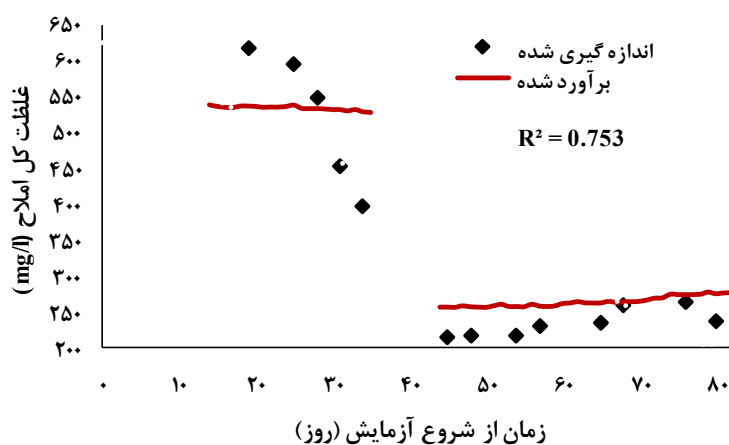 ۶۵۰
۶۰۰
۵۵۰
۵۰۰
۴۵۰
۴۰۰
۳۵۰
۳۰۰
۲۵۰
۲۰۰
غلظت کل املاح (mg/l)
اندازه گیری شده
برآورد شده
R² = 0.753
۰ ۱۰ ۲۰ ۳۰ ۴۰ ۵۰ ۶۰ ۷۰ ۸۰
زمان از شروع آزمایش (روز)